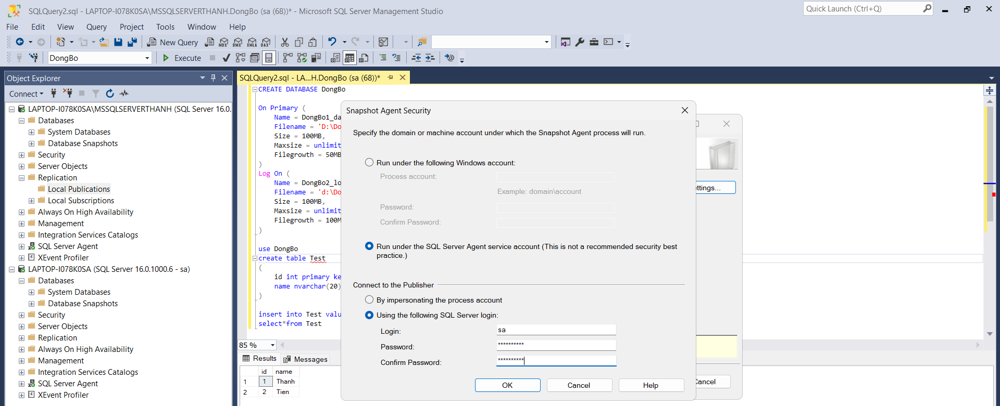 SQLQuery2.sql - LAPTOP-I078K0SA\MSSQLSERVERTHANH.DongBo (sa (68))* - Microsoft SQL Server Management Studio
Quick Launch (Ctrl+Q)
File Edit View Query Project Tools Window Help
New Query MDX DMX XMLA DAX
DongBo Execute
Object Explorer
SQLQuery2.sql - LA...H.DongBo (sa (68))*
Connect
LAPTOP-I078K0SA\MSSQLSERVERTHANH (SQL Server 16.0.
Databases
System Databases
Database Snapshots
Security
Server Objects
Replication
Local Publications
Local Subscriptions
Always On High Availability
Management
Integration Services Catalogs
SQL Server Agent
XEvent Profiler
LAPTOP-I078K0SA (SQL Server 16.0.1000.6 - sa)
Databases
System Databases
Database Snapshots
Security
Server Objects
Replication
Always On High Availability
Management
Integration Services Catalogs
SQL Server Agent
XEvent Profiler
CREATE DATABASE DongBo
On Primary (
Name = DongBo1_da
Filename = 'D:\Do
Size = 100MB,
Maxsize = unlimit
Filegrowth = 50MB
)
Log On (
Name = DongBo2_lo
Filename = 'd:\Do
Size = 100MB,
Maxsize = unlimit
Filegrowth = 100M
)
use DongBo
create table Test
(
id int primary ke
name nvarchar(20)
)
insert into Test valu
select*from Test
85 %
Results Messages
id name
1 1 Thanh
2 2 Tien
Snapshot Agent Security
Specify the domain or machine account under which the Snapshot Agent process will run.
Run under the following Windows account:
Process account:
Example: domain\account
Password:
Confirm Password:
Run under the SQL Server Agent service account (This is not a recommended security best
practice.)
Connect to the Publisher
By impersonating the process account
Using the following SQL Server login:
Login: sa
Password: **********
Confirm Password: **********
OK Cancel Help
ttings...
Cancel